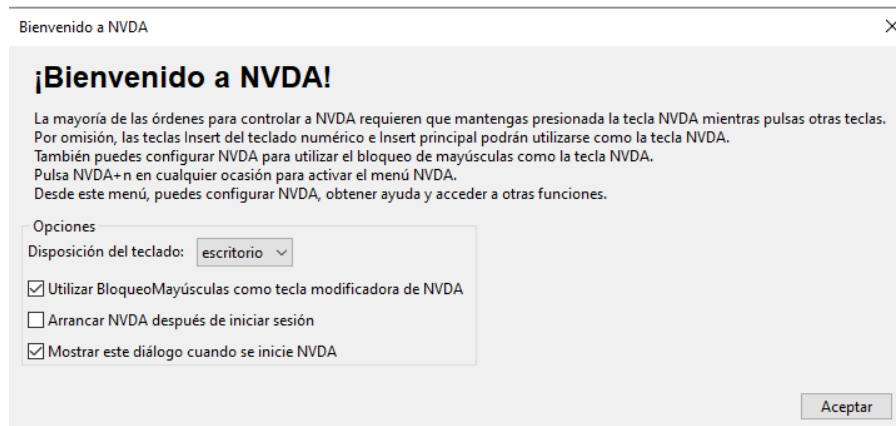 Bienvenido a NVDA
¡Bienvenido a NVDA!
La mayoría de las órdenes para controlar a NVDA requieren que mantengas presionada la tecla NVDA mientras pulsas otras teclas.
Por omisión, las teclas Insert del teclado numérico e Insert principal podrán utilizarse como la tecla NVDA.
También puedes configurar NVDA para utilizar el bloqueo de mayúsculas como la tecla NVDA.
Pulsa NVDA+n en cualquier ocasión para activar el menú NVDA.
Desde este menú, puedes configurar NVDA, obtener ayuda y acceder a otras funciones.
Opciones
Disposición del teclado: escritorio
Utilizar BloqueoMayúsculas como tecla modificadora de NVDA
Arrancar NVDA después de iniciar sesión
Mostrar este diálogo cuando se inicie NVDA
Aceptar